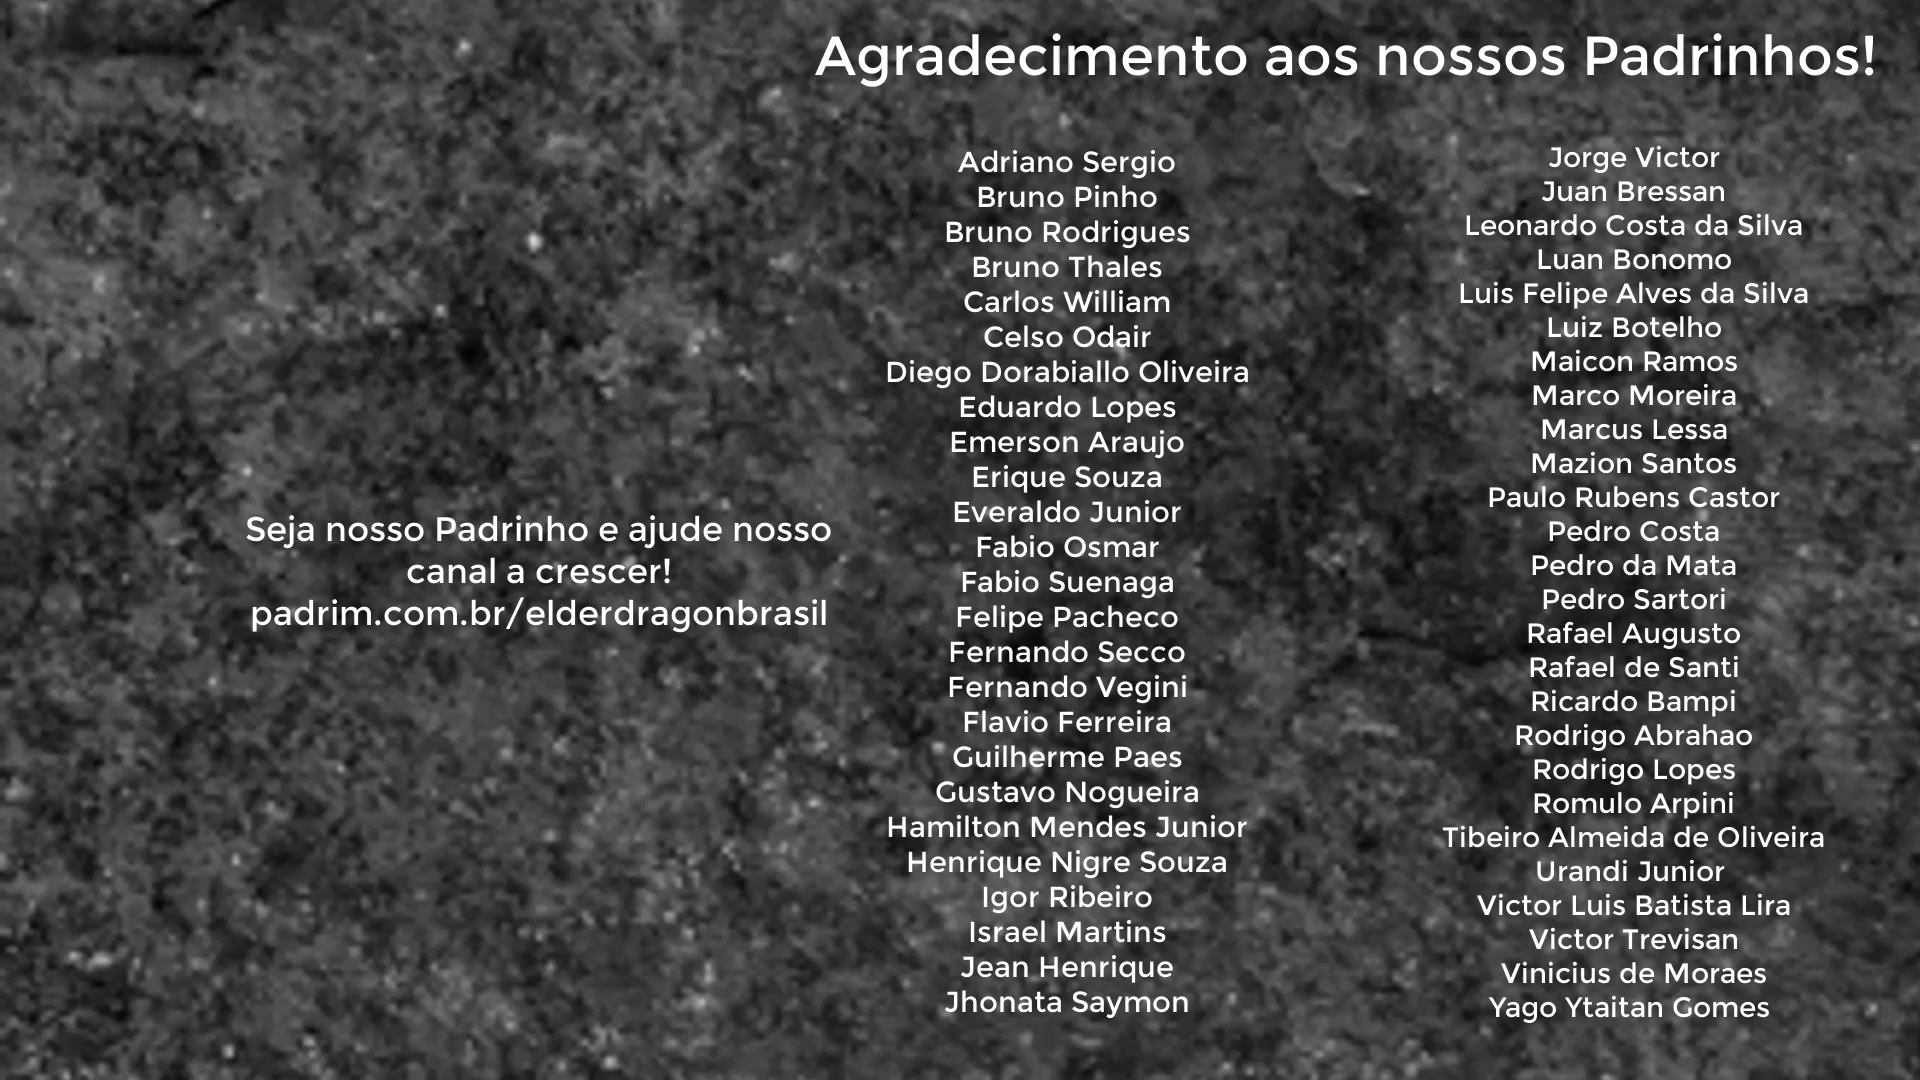 Agradecimento aos nossos Padrinhos!
Seja nosso Padrinho e ajude nosso
canal a crescer!
padrim.com.br/elderdragonbrasil
Adriano Sergio
Bruno Pinho
Bruno Rodrigues
Bruno Thales
Carlos William
Celso Odair
Diego Dorabiallo Oliveira
Eduardo Lopes
Emerson Araujo
Erique Souza
Everaldo Junior
Fabio Osmar
Fabio Suenaga
Felipe Pacheco
Fernando Secco
Fernando Vegini
Flavio Ferreira
Guilherme Paes
Gustavo Nogueira
Hamilton Mendes Junior
Henrique Nigre Souza
Igor Ribeiro
Israel Martins
Jean Henrique
Jhonata Saymon
Jorge Victor
Juan Bressan
Leonardo Costa da Silva
Luan Bonomo
Luis Felipe Alves da Silva
Luiz Botelho
Maicon Ramos
Marco Moreira
Marcus Lessa
Mazion Santos
Paulo Rubens Castor
Pedro Costa
Pedro da Mata
Pedro Sartori
Rafael Augusto
Rafael de Santi
Ricardo Bampi
Rodrigo Abrahao
Rodrigo Lopes
Romulo Arpini
Tibeiro Almeida de Oliveira
Urandi Junior
Victor Luis Batista Lira
Victor Trevisan
Vinicius de Moraes
Yago Ytaitan Gomes